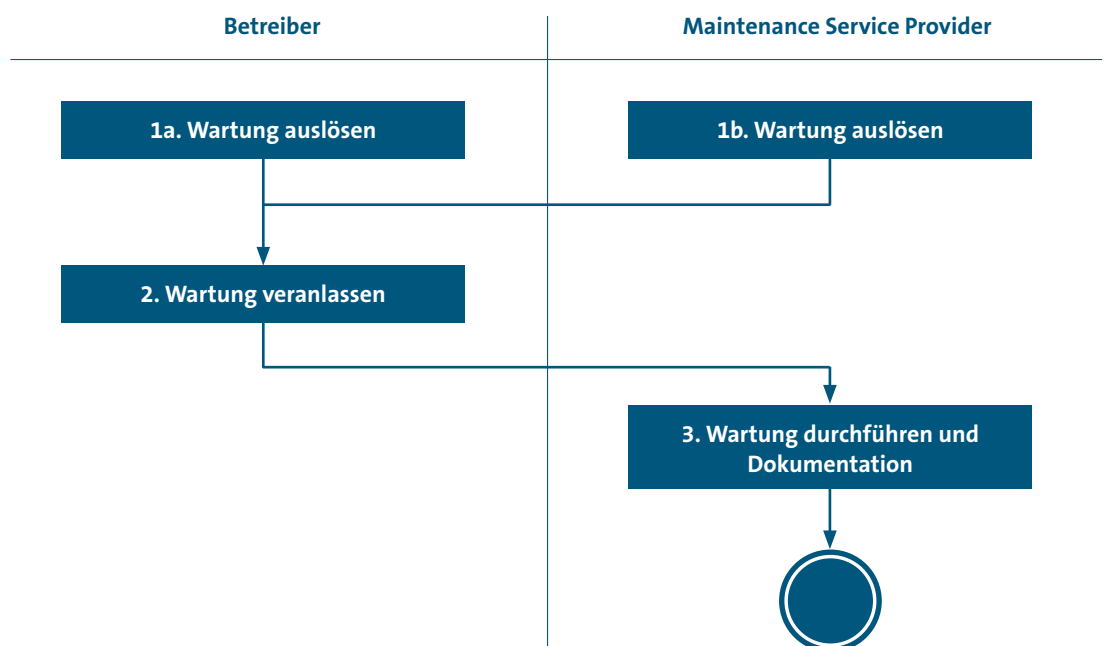 Betreiber
Maintenance Service Provider
1a. Wartung auslösen
1b. Wartung auslösen
2. Wartung veranlassen
3. Wartung durchführen und
Dokumentation